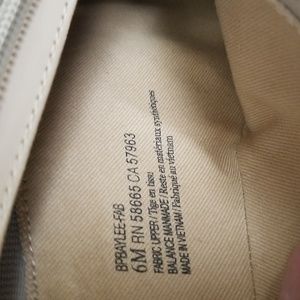 BPBAYLEE-FAB
6M RN 58665 CA 57963
FABRIC UPPER / Tige en tissu
BALANCE MANMADE / Reste en matériaux synthétiques
MADE IN VIETNAM / Fabriqué au vietnam